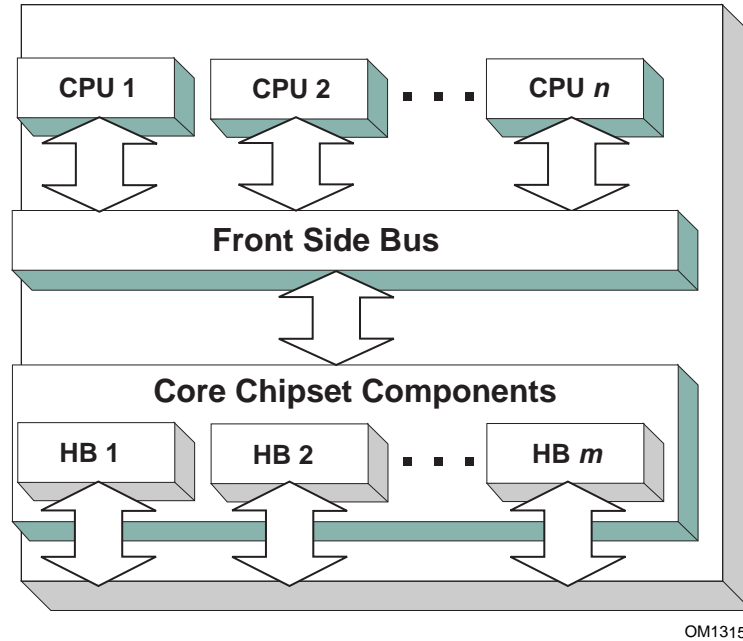 CPU 1
CPU 2
. . .
CPU n
Front Side Bus
Core Chipset Components
HB 1
HB 2
. . .
HB m
OM1315